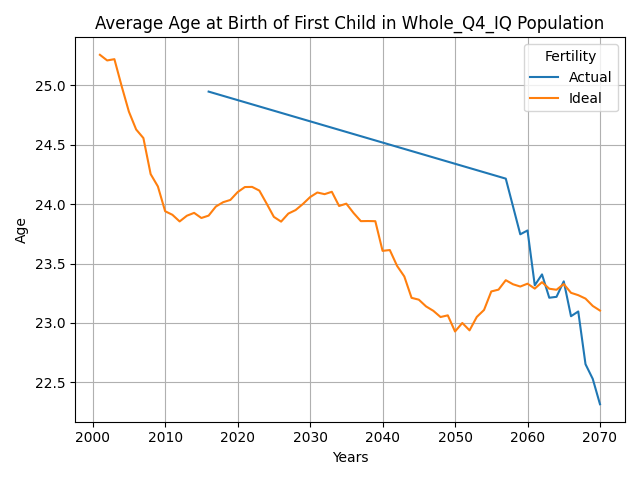 Average Age at Birth of First Child in Whole_Q4_IQ Population
Fertility
Actual
Ideal
25.0
24.5
24.0
23.5
23.0
22.5
Age
2000 2010 2020 2030 2040 2050 2060 2070
Years